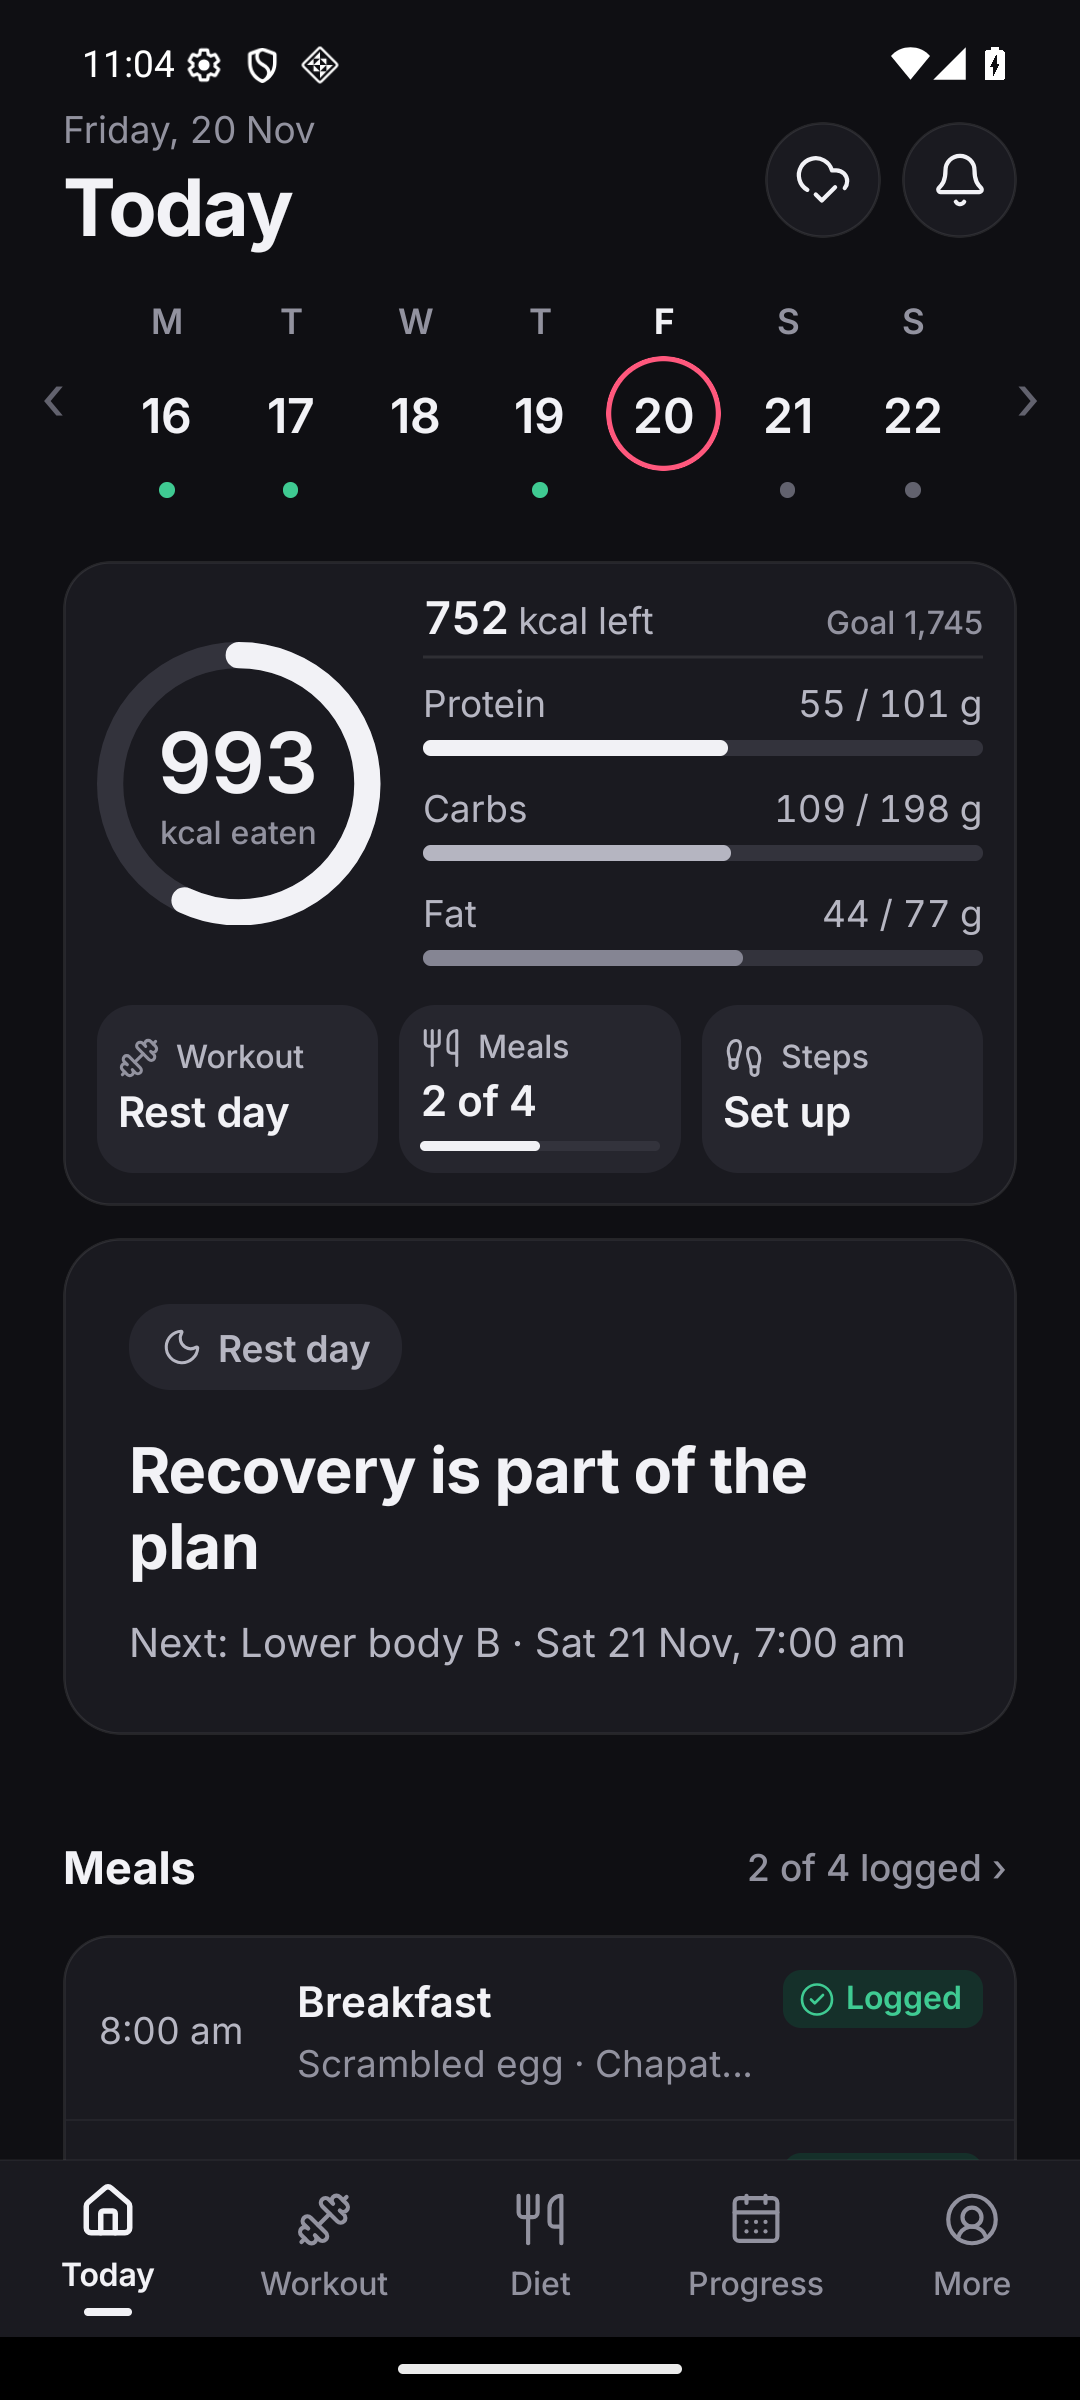 11:04
Friday, 20 Nov
Today
M T W T F S S
‹ 16 17 18 19 20 21 22 ›
752 kcal left Goal 1,745
993
kcal eaten
Protein 55 / 101 g
Carbs 109 / 198 g
Fat 44 / 77 g
Workout
Rest day
Meals
2 of 4
Steps
Set up
Rest day
Recovery is part of the
plan
Next: Lower body B · Sat 21 Nov, 7:00 am
Meals 2 of 4 logged ›
8:00 am
Breakfast
Logged
Scrambled egg · Chapat...
Today Workout Diet Progress More